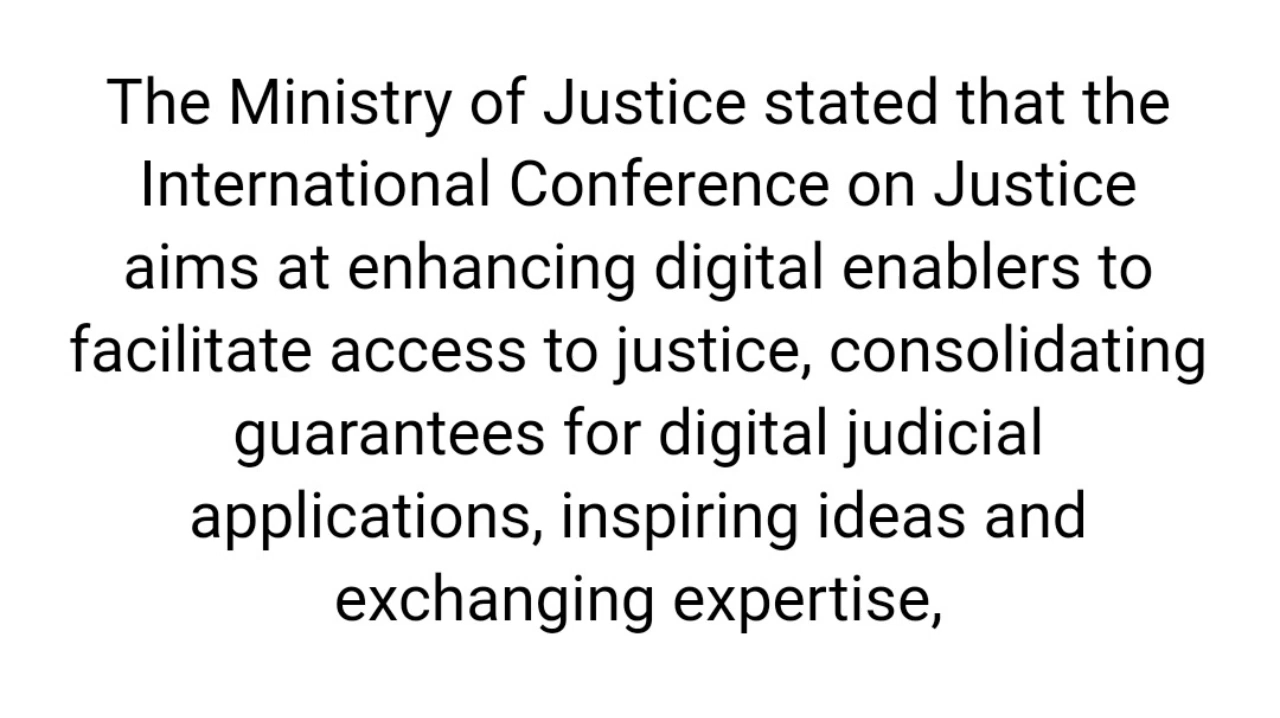 The Ministry of Justice stated that the
International Conference on Justice
aims at enhancing digital enablers to
facilitate access to justice, consolidating
guarantees for digital judicial
applications, inspiring ideas and
exchanging expertise,